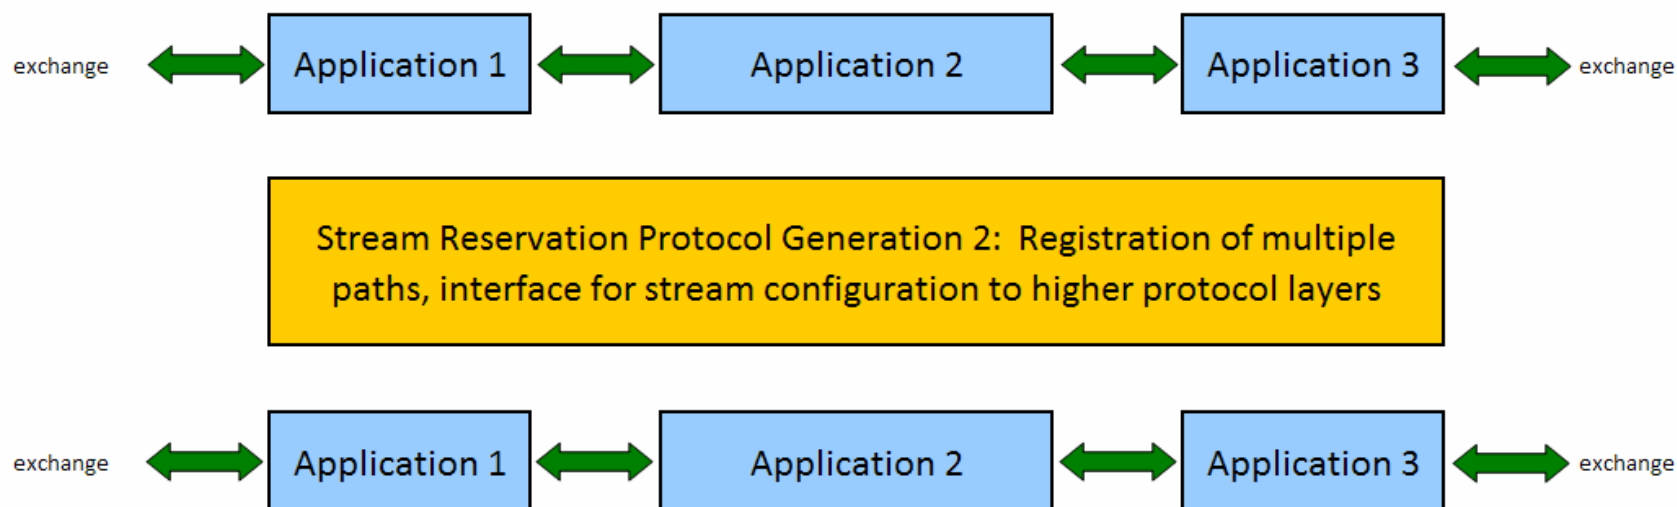 exchange Application 1 Application 2 Application 3 exchange
Stream Reservation Protocol Generation 2: Registration of multiple
paths, interface for stream configuration to higher protocol layers
exchange Application 1 Application 2 Application 3 exchange